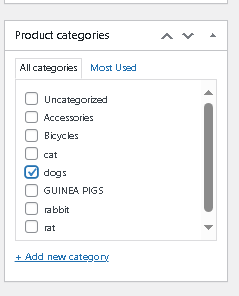 Product categories
All categories Most Used
Uncategorized
Accessories
Bicycles
cat
dogs
GUINEA PIGS
rabbit
rat
+ Add new category